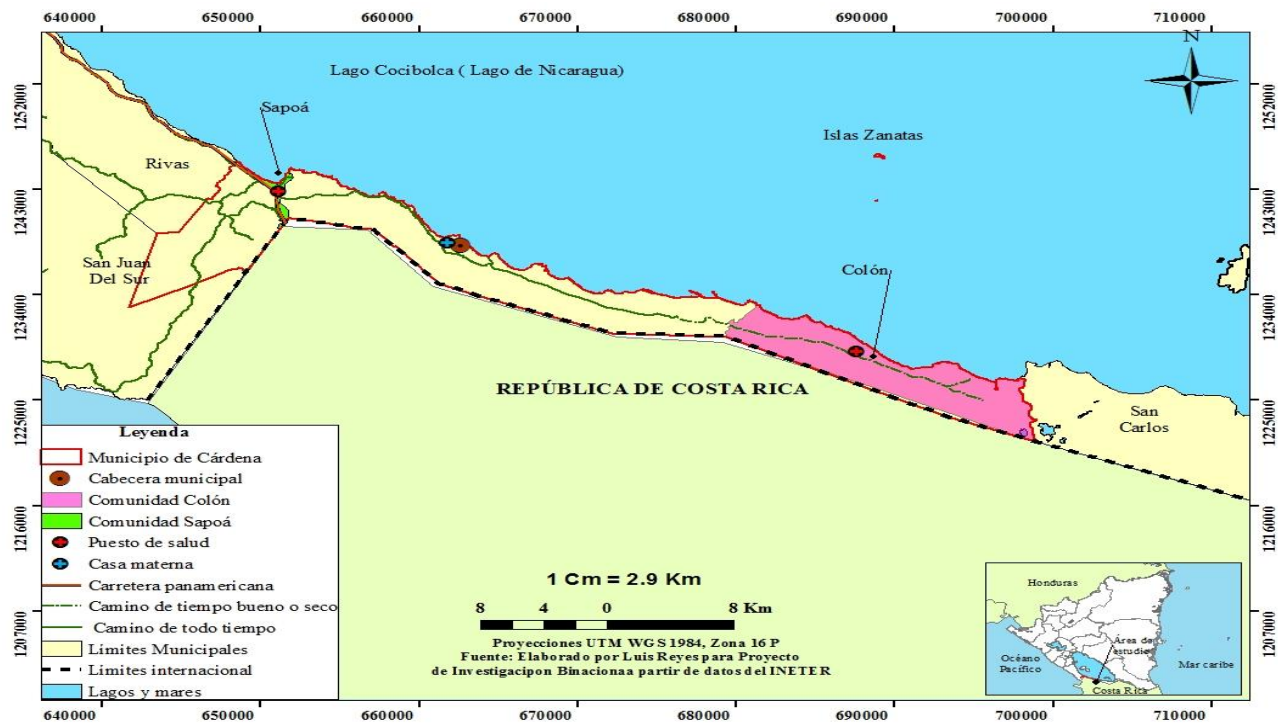 640000 650000 660000 670000 680000 690000 700000 710000
N
Lago Cocibolca ( Lago de Nicaragua)
1252000
1252000
Sapoá
Islas Zanatas
Rivas
1243000
1243000
San Juan
Del Sur
Colón
1234000
1234000
REPÚBLICA DE COSTA RICA
San
Carlos
1225000
1225000
Leyenda
Municipio de Cárdena
Cabecera municipal
Comunidad Colón
Comunidad Sapoá
Puesto de salud
Casa materna
Carretera panamericana
Camino de tiempo bueno o seco
Camino de todo tiempo
Limites Municipales
Limites internacional
Lagos y mares
1216000
1216000
1207000
1207000
1 Cm = 2.9 Km
8 4 0 8 Km
Proyecciones UTM WGS 1984, Zona 16 P
Fuente: Elaborado por Luis Reyes para Proyecto
de Investigacipon Binaciona a partir de datos del INETER
Honduras
Área de
estudio
Océano
Pacífico
Mar caribe
Costa Rica
640000 650000 660000 670000 680000 690000 700000 710000